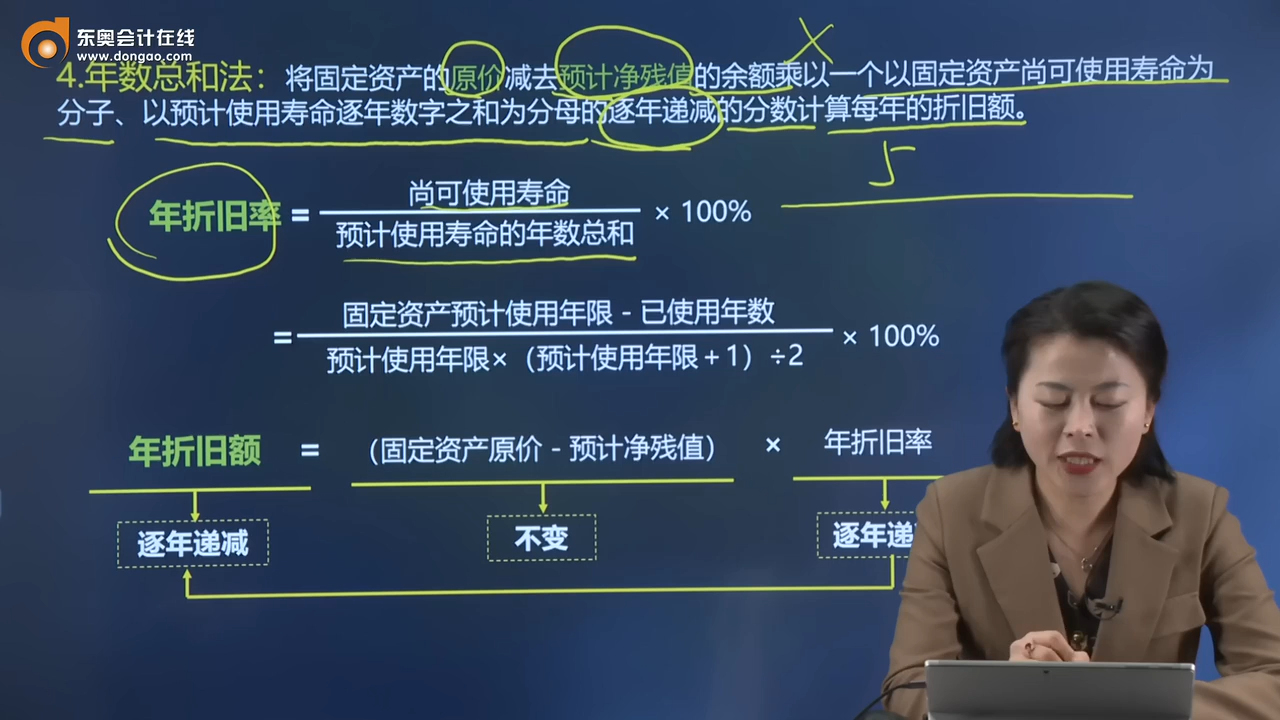 东奥会计在线
www.dongao.com
4.年数总和法：将固定资产的原价减去预计净残值的余额乘以一个以固定资产尚可使用寿命为
分子、以预计使用寿命逐年数字之和为分母的逐年递减的分数计算每年的折旧额。
X
5
年折旧率 = 尚可使用寿命 × 100%
预计使用寿命的年数总和
= 固定资产预计使用年限 - 已使用年数 × 100%
预计使用年限×（预计使用年限＋1）÷2
年折旧额 = （固定资产原价 - 预计净残值） × 年折旧率
逐年递减 不变 逐年递